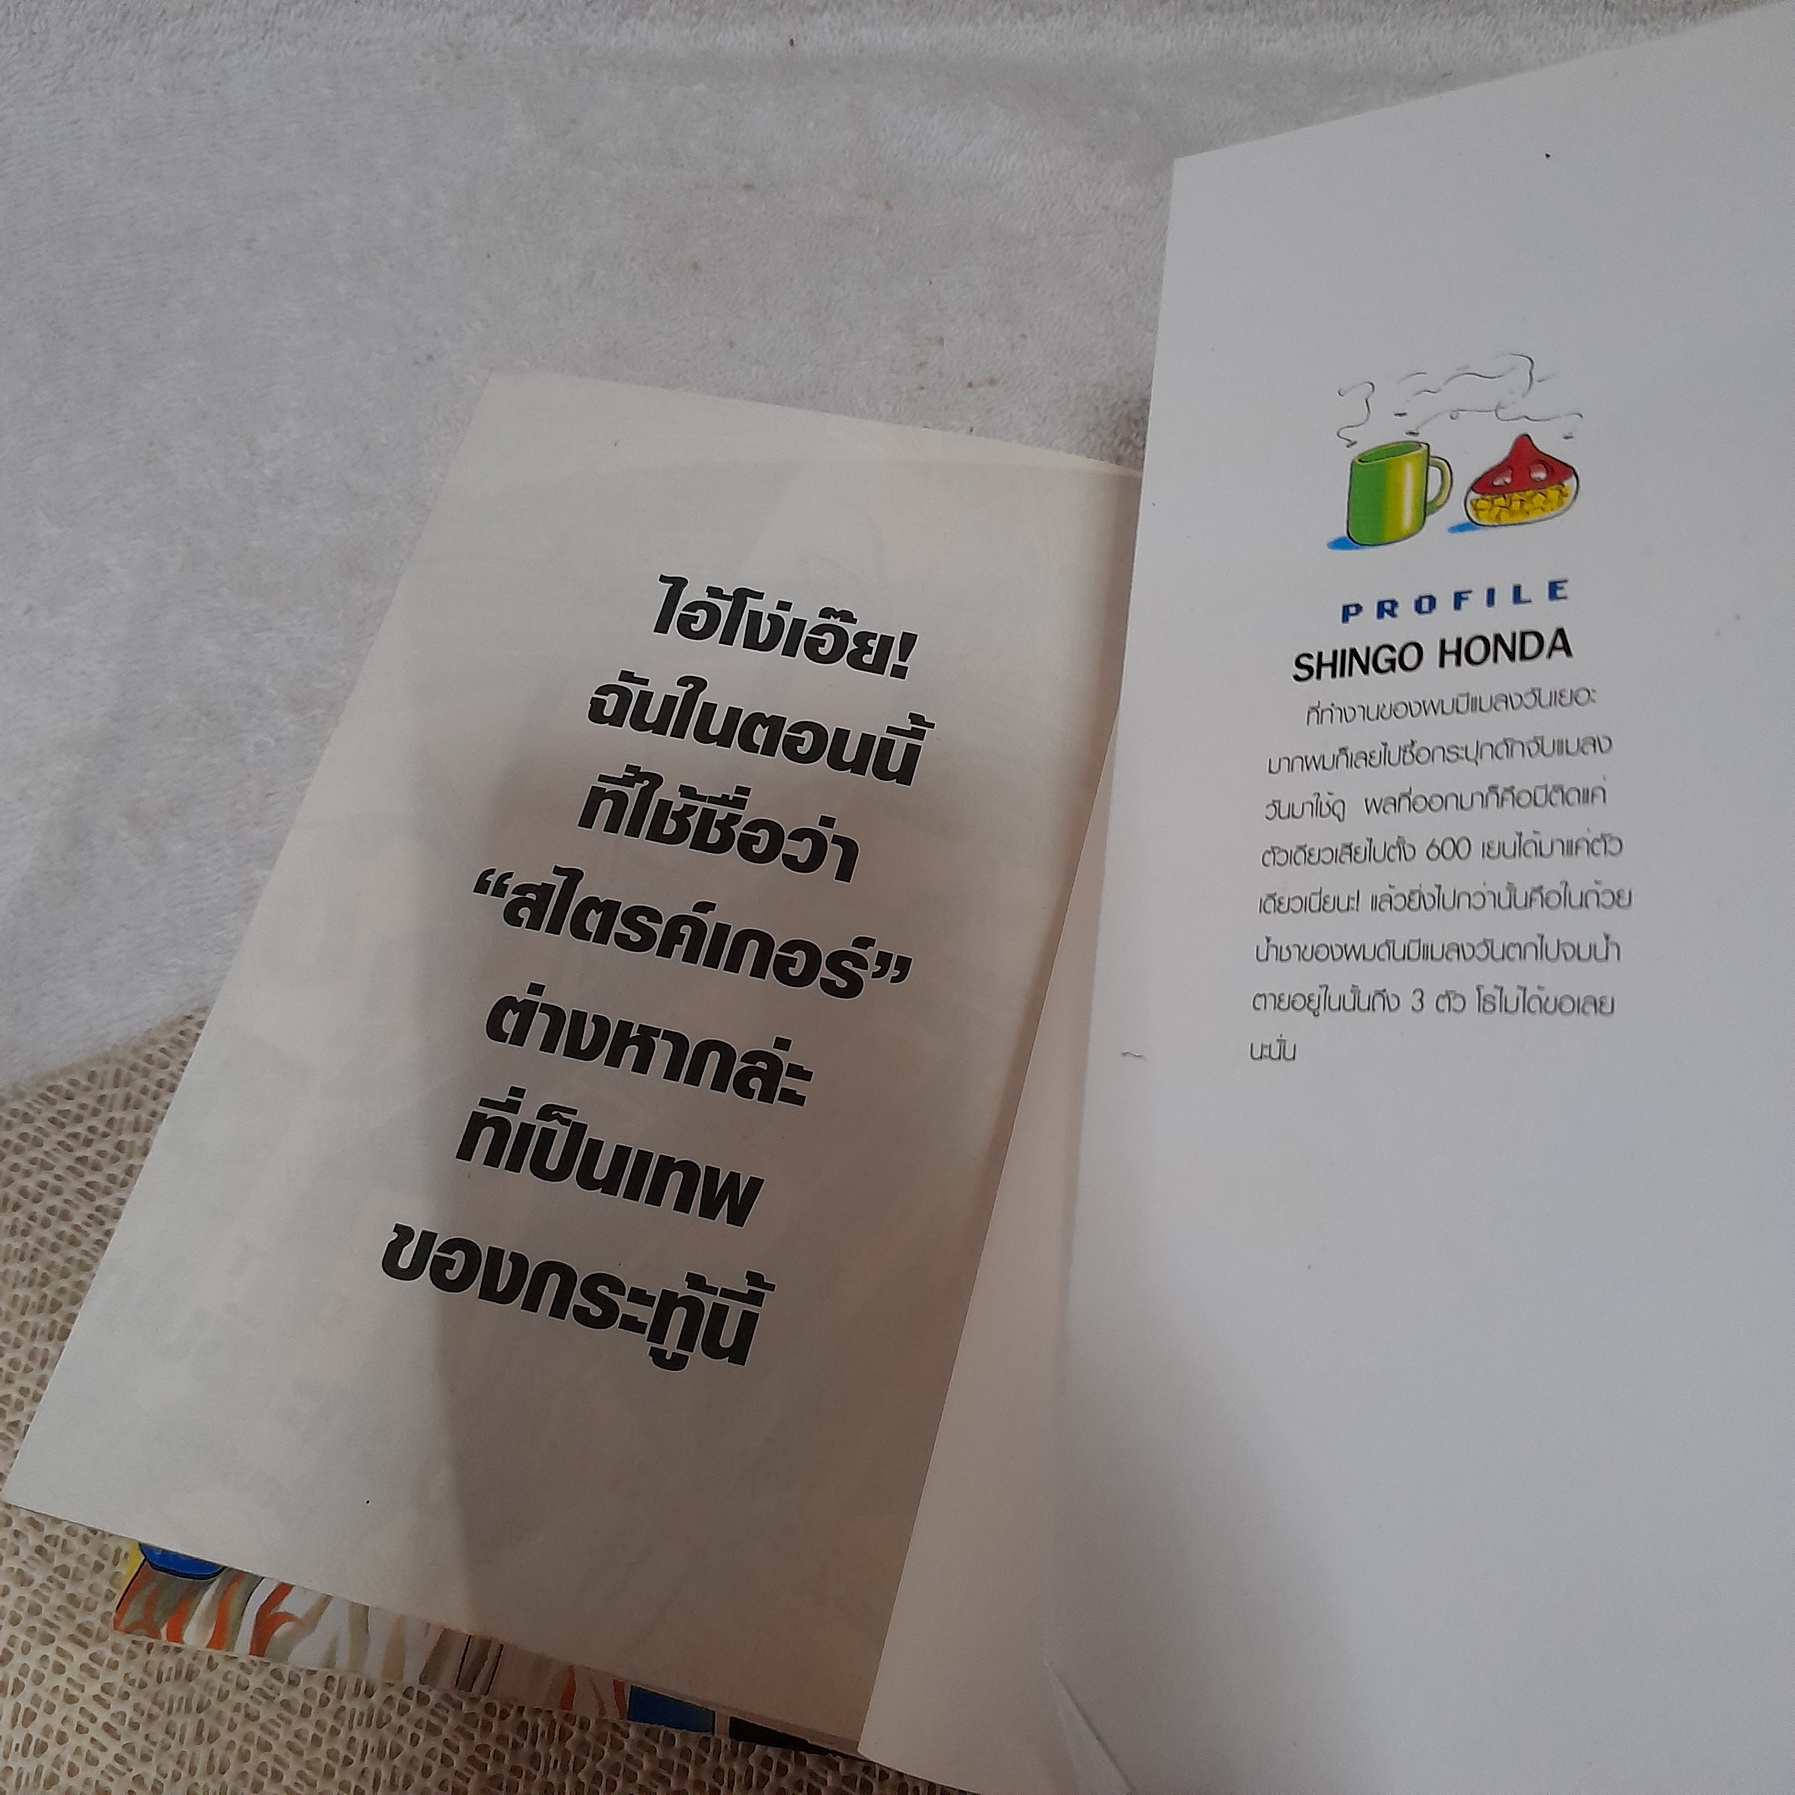 ไอ้โง่เอ๊ย!
ฉันในตอนนี้
ที่ใช้ชื่อว่า
“สไตรค์เกอร์”
ต่างหากล่ะ
ที่เป็นเทพ
ของกระทู้นี้
PROFILE
SHINGO HONDA
ที่ทำงานของผมมีแมลงวันเยอะ
มากผมก็เลยไปซื้อกระปุกดักจับแมลง
วันมาใช้ดู ผลที่ออกมาก็คือมีติดแค่
ตัวเดียวเสียไปตั้ง 600 เยนได้มาแค่ตัว
เดียวเนี่ยนะ! แล้วยิ่งไปกว่านั้นคือในถ้วย
น้ำชาของผมดันมีแมลงวันตกไปจมน้ำ
ตายอยู่ในนั้นถึง 3 ตัว โธ่ไม่ได้ขอเลย
นะนั่น